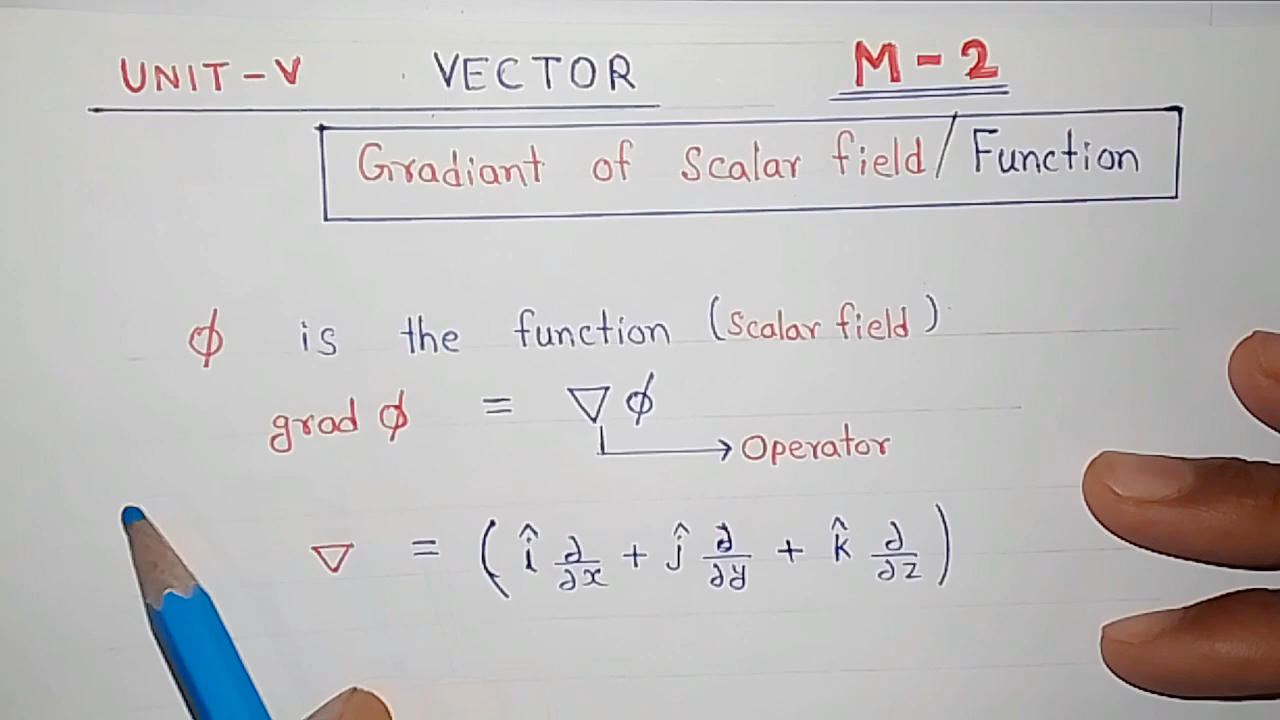 UNIT-V VECTOR M-2
Gradiant of Scalar field/Function
ϕ is the function (Scalar field)
grad ϕ = ▽ϕ
Operator
▽ = (î ∂/∂x + ĵ ∂/∂y + k̂ ∂/∂z)